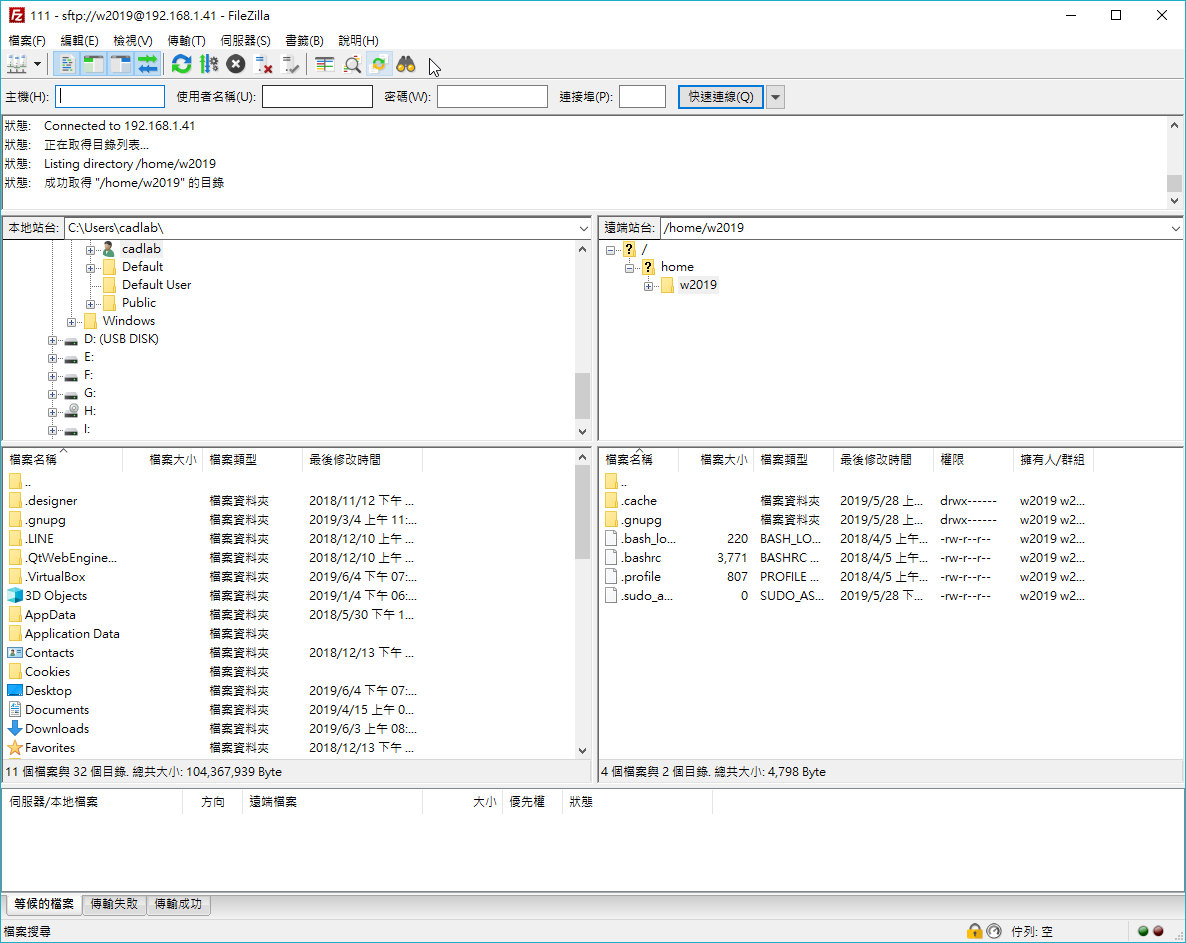 111 - sftp://w2019@192.168.1.41 - FileZilla
檔案(F) 編輯(E) 檢視(V) 傳輸(T) 伺服器(S) 書籤(B) 說明(H)
主機(H): 使用者名稱(U): 密碼(W): 連接埠(P): 快速連線(Q)
狀態: Connected to 192.168.1.41
狀態: 正在取得目錄列表...
狀態: Listing directory /home/w2019
狀態: 成功取得 "/home/w2019" 的目錄
本地站台: C:\Users\cadlab\
cadlab
Default
Default User
Public
Windows
D: (USB DISK)
E:
F:
G:
H:
I:
遠端站台: /home/w2019
/
home
w2019
檔案名稱 檔案大小 檔案類型 最後修改時間
..
.designer 檔案資料夾 2018/11/12 下午 ...
.gnupg 檔案資料夾 2019/3/4 上午 11:...
.LINE 檔案資料夾 2018/12/10 上午 ...
.QtWebEngine... 檔案資料夾 2018/12/10 上午 ...
.VirtualBox 檔案資料夾 2019/6/4 下午 07:...
3D Objects 檔案資料夾 2019/1/4 下午 06:...
AppData 檔案資料夾 2018/5/30 下午 1...
Application Data 檔案資料夾
Contacts 檔案資料夾 2018/12/13 下午 ...
Cookies 檔案資料夾
Desktop 檔案資料夾 2019/6/4 下午 07:...
Documents 檔案資料夾 2019/4/15 上午 0...
Downloads 檔案資料夾 2019/6/3 上午 08:...
Favorites 檔案資料夾 2018/12/13 下午 ...
11 個檔案與 32 個目錄. 總共大小: 104,367,939 Byte
檔案名稱 檔案大小 檔案類型 最後修改時間 權限 擁有人/群組
..
.cache 檔案資料夾 2019/5/28 上... drwx------ w2019 w2...
.gnupg 檔案資料夾 2019/5/28 上... drwx------ w2019 w2...
.bash_lo... 220 BASH_LO... 2018/4/5 上午... -rw-r--r-- w2019 w2...
.bashrc 3,771 BASHRC ... 2018/4/5 上午... -rw-r--r-- w2019 w2...
.profile 807 PROFILE ... 2018/4/5 上午... -rw-r--r-- w2019 w2...
.sudo_a... 0 SUDO_AS... 2019/5/28 下... -rw-r--r-- w2019 w2...
4 個檔案與 2 個目錄. 總共大小: 4,798 Byte
伺服器/本地檔案 方向 遠端檔案 大小 優先權 狀態
等候的檔案 傳輸失敗 傳輸成功
檔案搜尋 佇列: 空